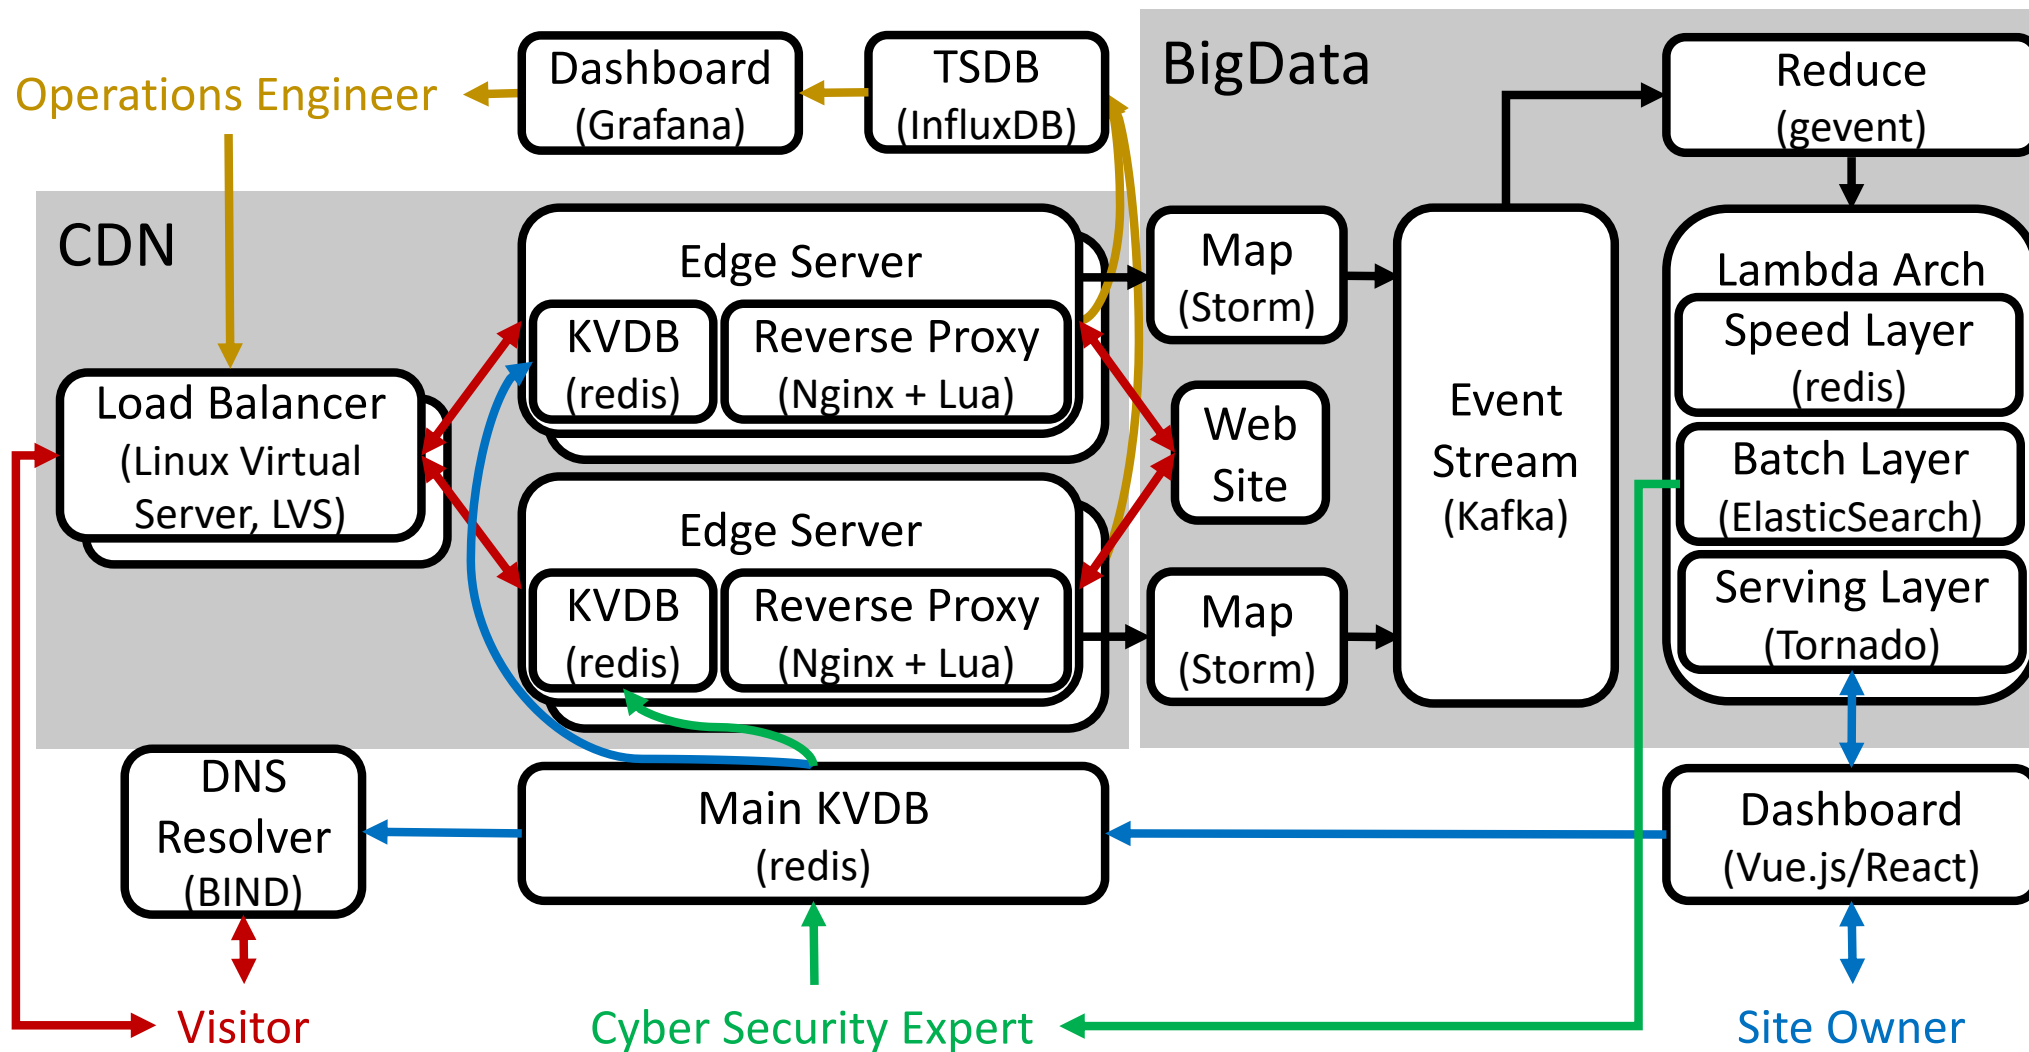 Operations Engineer
Dashboard
(Grafana)
TSDB
(InfluxDB)
BigData
Reduce
(gevent)
CDN
Edge Server
KVDB
(redis)
Reverse Proxy
(Nginx + Lua)
Map
(Storm)
Lambda Arch
Speed Layer
(redis)
Load Balancer
(Linux Virtual
Server, LVS)
Web
Site
Event
Stream
(Kafka)
Batch Layer
(ElasticSearch)
Edge Server
KVDB
(redis)
Reverse Proxy
(Nginx + Lua)
Map
(Storm)
Serving Layer
(Tornado)
DNS
Resolver
(BIND)
Main KVDB
(redis)
Dashboard
(Vue.js/React)
Visitor
Cyber Security Expert
Site Owner